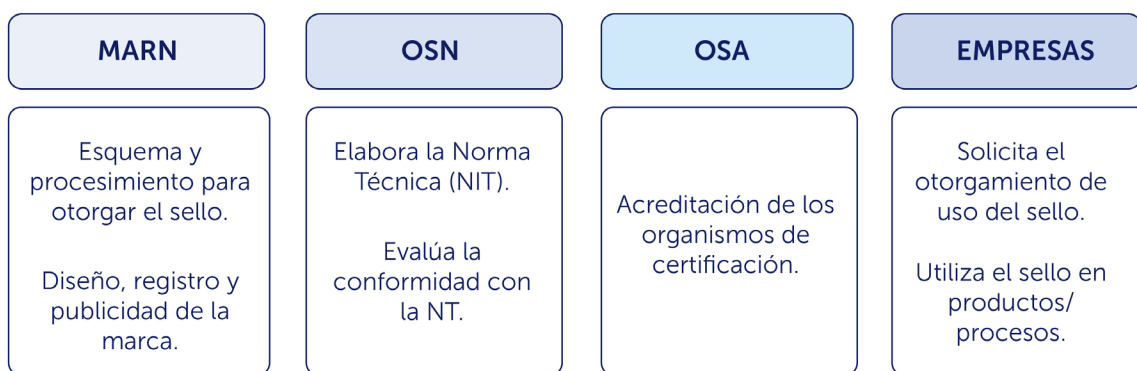 MARN
Esquema y
procesimiento para
otorgar el sello.
Diseño, registro y
publicidad de la
marca.
OSN
Elabora la Norma
Técnica (NIT).
Evalúa la
conformidad con
la NT.
OSA
Acreditación de los
organismos de
certificación.
EMPRESAS
Solicita el
otorgamiento de
uso del sello.
Utiliza el sello en
productos/
procesos.